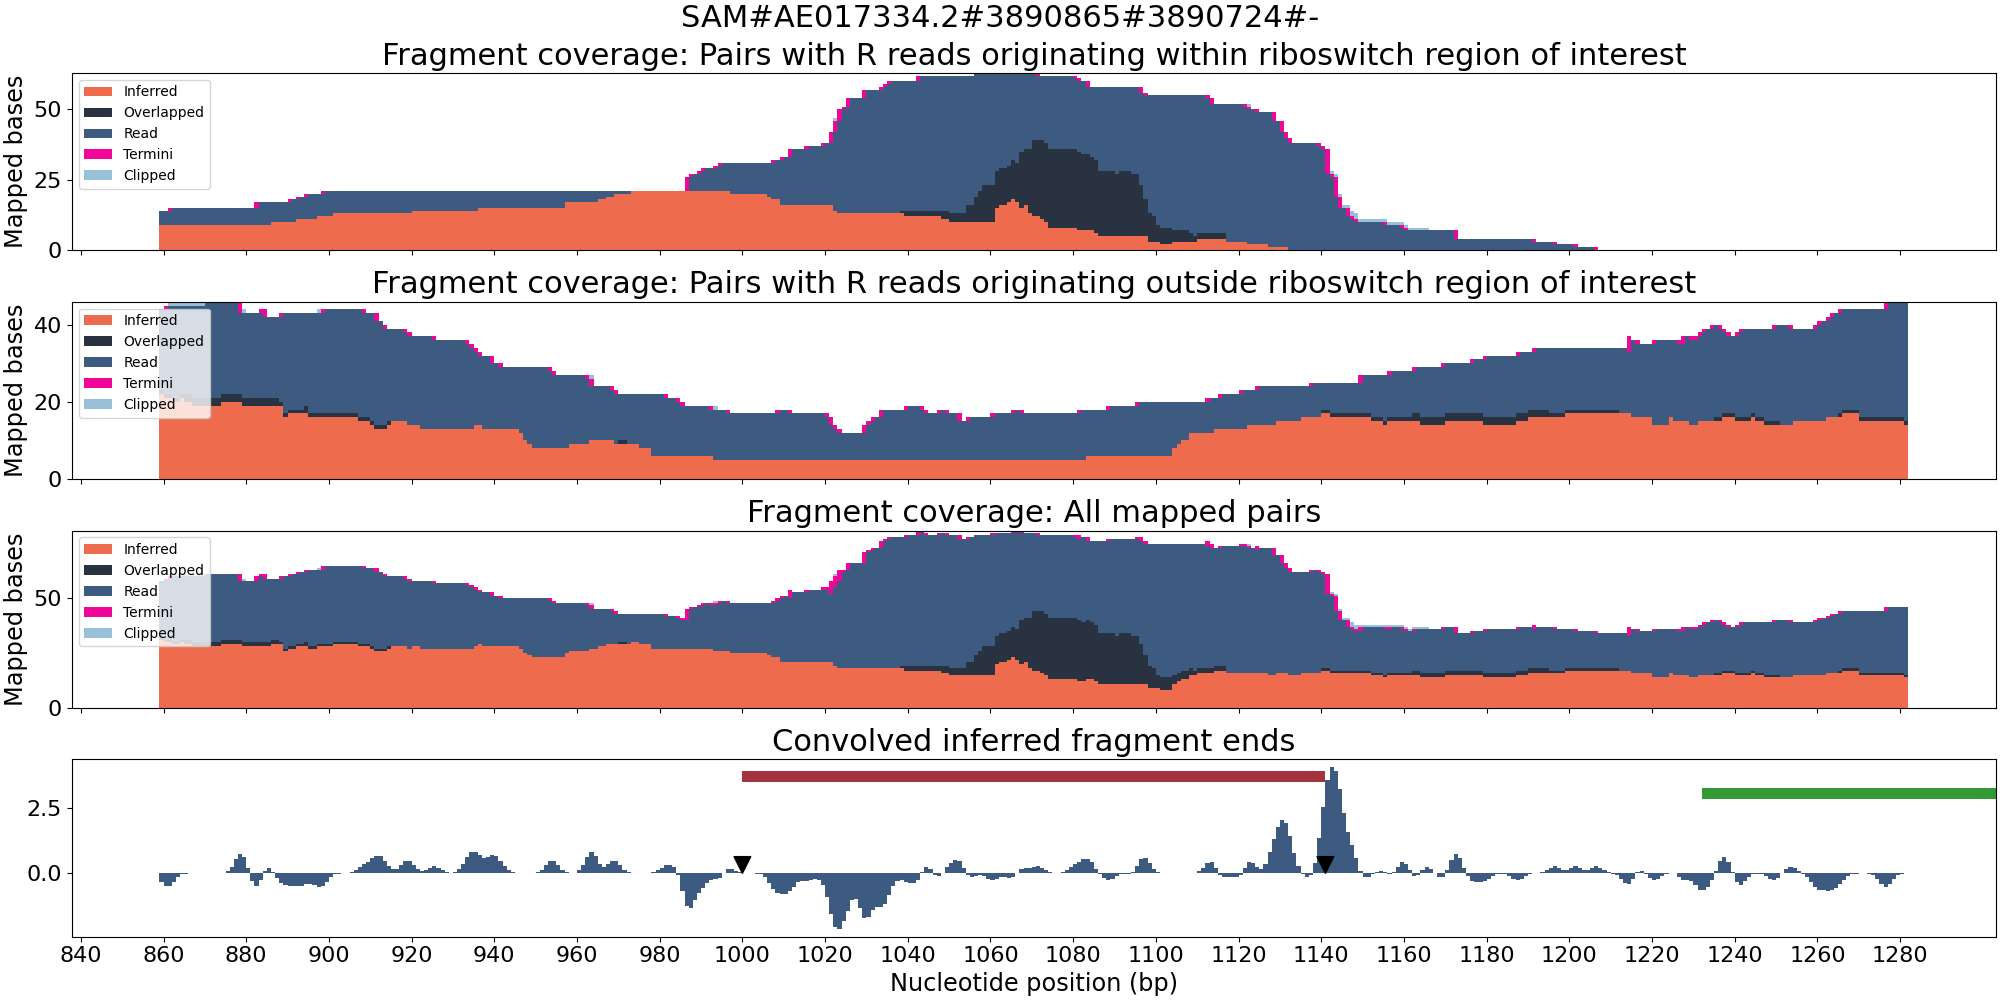 SAM#AE017334.2#3890865#3890724#-
Fragment coverage: Pairs with R reads originating within riboswitch region of interest
Mapped bases
50
25
0
Inferred
Overlapped
Read
Termini
Clipped
Fragment coverage: Pairs with R reads originating outside riboswitch region of interest
Mapped bases
40
20
0
Inferred
Overlapped
Read
Termini
Clipped
Fragment coverage: All mapped pairs
Mapped bases
50
0
Inferred
Overlapped
Read
Termini
Clipped
Convolved inferred fragment ends
2.5
0.0
840 860 880 900 920 940 960 980 1000 1020 1040 1060 1080 1100 1120 1140 1160 1180 1200 1220 1240 1260 1280
Nucleotide position (bp)